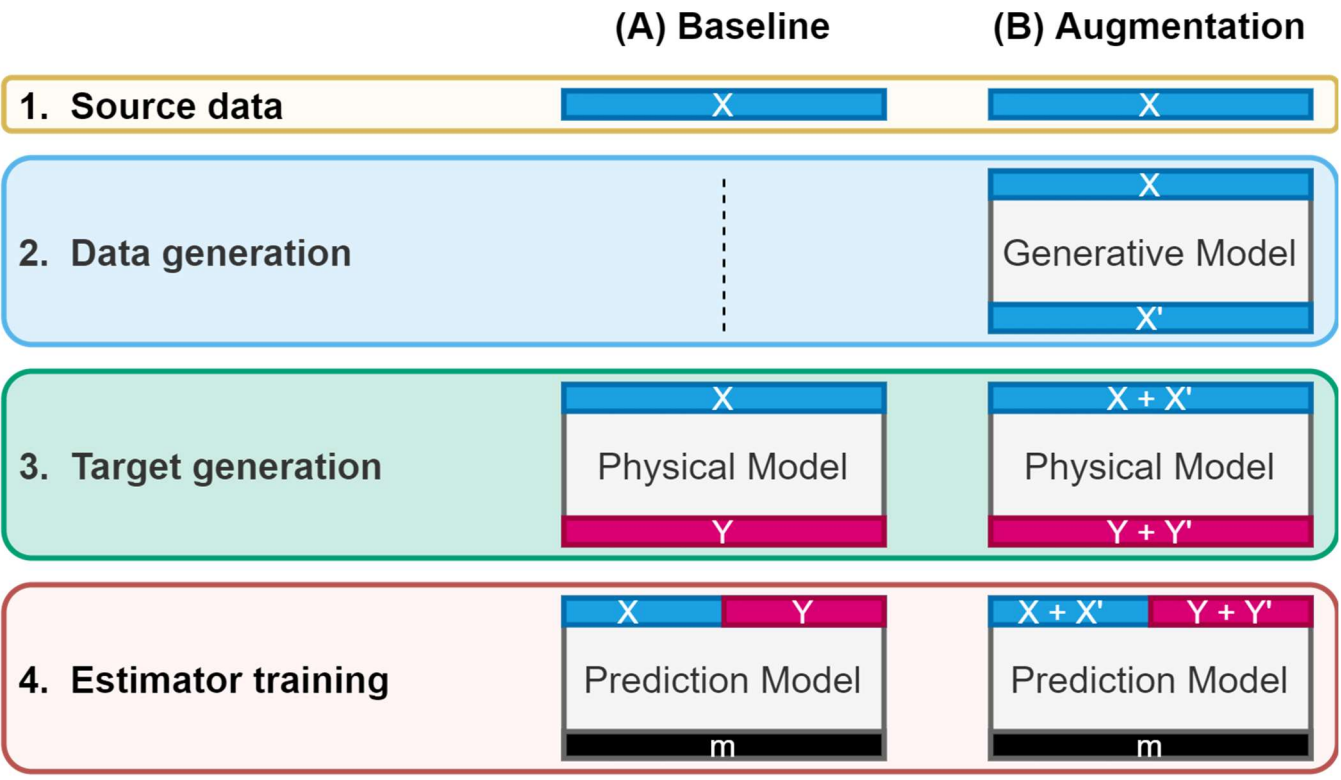 (A) Baseline (B) Augmentation
1. Source data X X
X
2. Data generation Generative Model
X'
X X + X'
3. Target generation Physical Model Physical Model
Y Y + Y'
X Y X + X' Y + Y'
4. Estimator training Prediction Model Prediction Model
m m